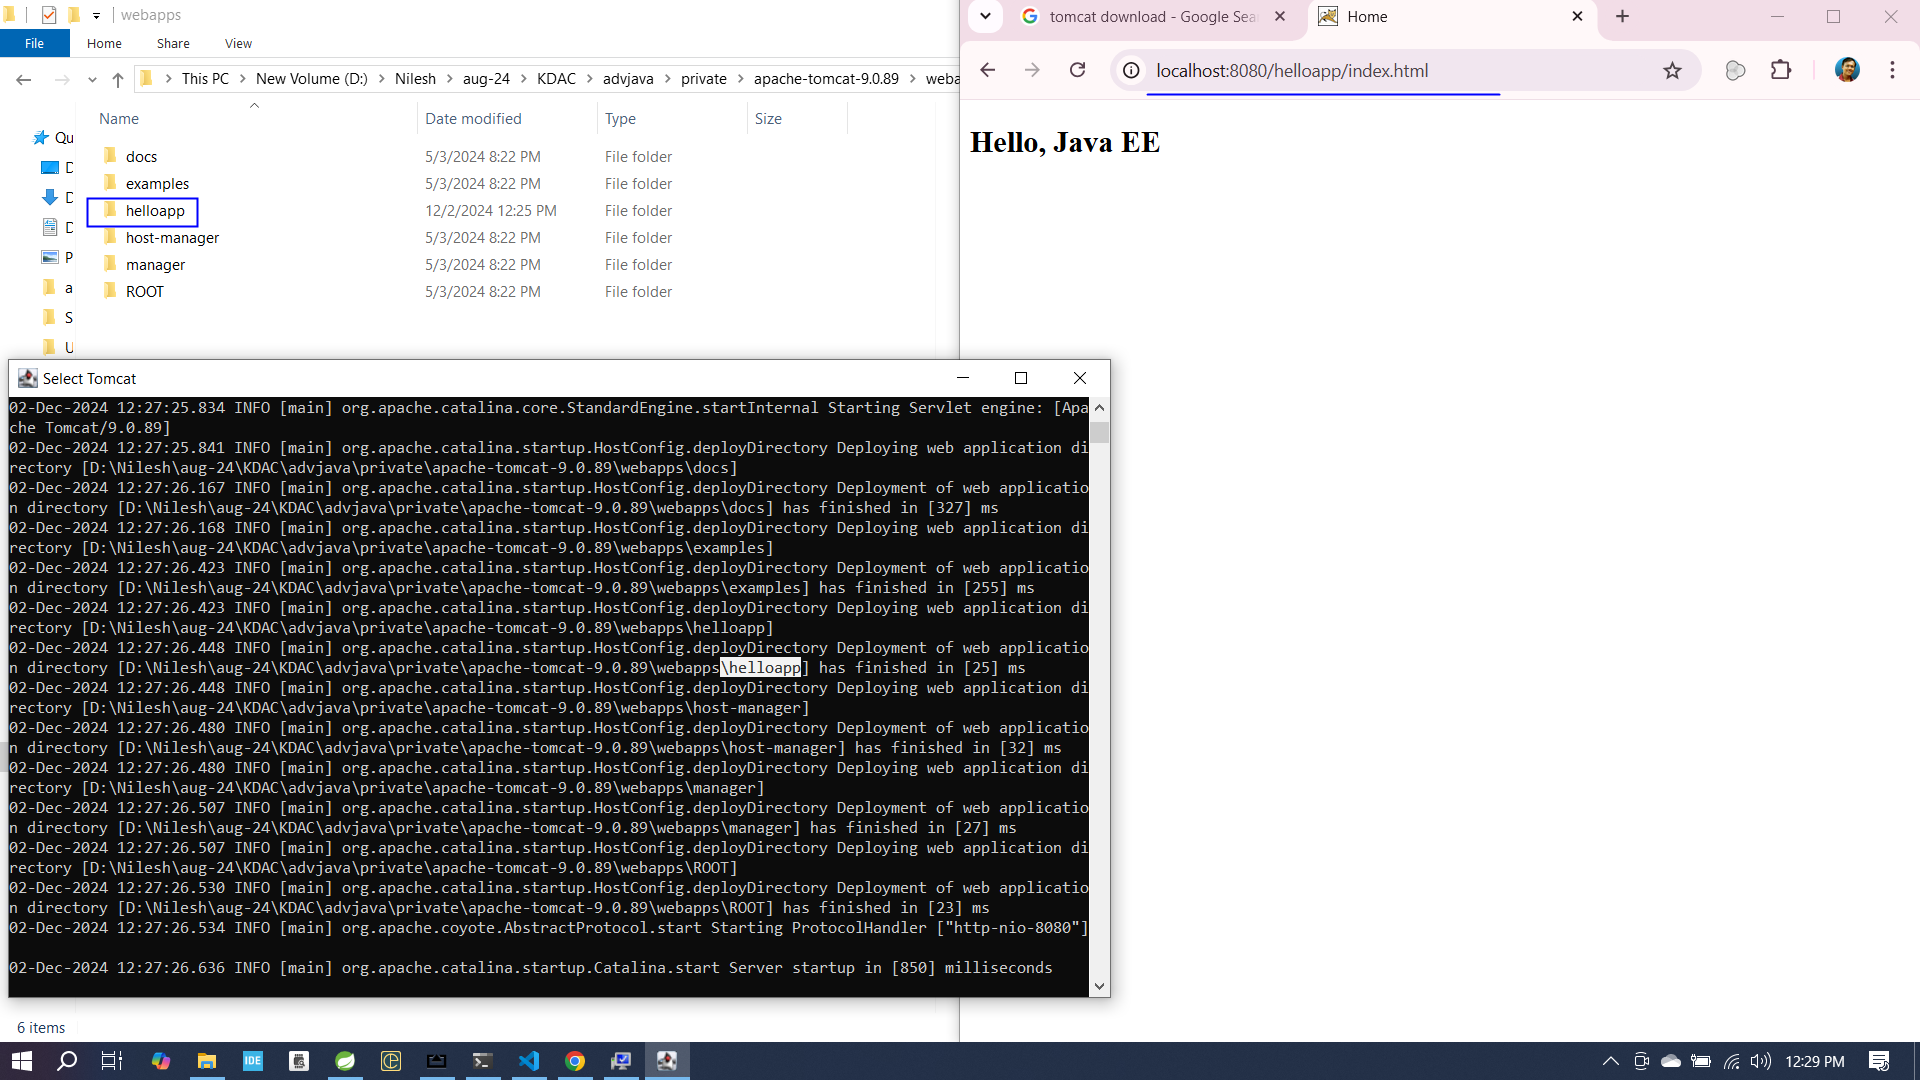 webapps
File
Home
Share
View
This PC
New Volume (D:)
Nilesh
aug-24
KDAC
advjava
private
apache-tomcat-9.0.89
weba
Name
Date modified
Type
Size
Qu
D
D
D
P
a
S
U
docs 5/3/2024 8:22 PM File folder
examples 5/3/2024 8:22 PM File folder
helloapp 12/2/2024 12:25 PM File folder
host-manager 5/3/2024 8:22 PM File folder
manager 5/3/2024 8:22 PM File folder
ROOT 5/3/2024 8:22 PM File folder
6 items
tomcat download - Google Sea
Home
localhost:8080/helloapp/index.html
Hello, Java EE
Select Tomcat
02-Dec-2024 12:27:25.834 INFO [main] org.apache.catalina.core.StandardEngine.startInternal Starting Servlet engine: [Apa
che Tomcat/9.0.89]
02-Dec-2024 12:27:25.841 INFO [main] org.apache.catalina.startup.HostConfig.deployDirectory Deploying web application di
rectory [D:\Nilesh\aug-24\KDAC\advjava\private\apache-tomcat-9.0.89\webapps\docs]
02-Dec-2024 12:27:26.167 INFO [main] org.apache.catalina.startup.HostConfig.deployDirectory Deployment of web applicatio
n directory [D:\Nilesh\aug-24\KDAC\advjava\private\apache-tomcat-9.0.89\webapps\docs] has finished in [327] ms
02-Dec-2024 12:27:26.168 INFO [main] org.apache.catalina.startup.HostConfig.deployDirectory Deploying web application di
rectory [D:\Nilesh\aug-24\KDAC\advjava\private\apache-tomcat-9.0.89\webapps\examples]
02-Dec-2024 12:27:26.423 INFO [main] org.apache.catalina.startup.HostConfig.deployDirectory Deployment of web applicatio
n directory [D:\Nilesh\aug-24\KDAC\advjava\private\apache-tomcat-9.0.89\webapps\examples] has finished in [255] ms
02-Dec-2024 12:27:26.423 INFO [main] org.apache.catalina.startup.HostConfig.deployDirectory Deploying web application di
rectory [D:\Nilesh\aug-24\KDAC\advjava\private\apache-tomcat-9.0.89\webapps\helloapp]
02-Dec-2024 12:27:26.448 INFO [main] org.apache.catalina.startup.HostConfig.deployDirectory Deployment of web applicatio
n directory [D:\Nilesh\aug-24\KDAC\advjava\private\apache-tomcat-9.0.89\webapps\helloapp] has finished in [25] ms
02-Dec-2024 12:27:26.448 INFO [main] org.apache.catalina.startup.HostConfig.deployDirectory Deploying web application di
rectory [D:\Nilesh\aug-24\KDAC\advjava\private\apache-tomcat-9.0.89\webapps\host-manager]
02-Dec-2024 12:27:26.480 INFO [main] org.apache.catalina.startup.HostConfig.deployDirectory Deployment of web applicatio
n directory [D:\Nilesh\aug-24\KDAC\advjava\private\apache-tomcat-9.0.89\webapps\host-manager] has finished in [32] ms
02-Dec-2024 12:27:26.480 INFO [main] org.apache.catalina.startup.HostConfig.deployDirectory Deploying web application di
rectory [D:\Nilesh\aug-24\KDAC\advjava\private\apache-tomcat-9.0.89\webapps\manager]
02-Dec-2024 12:27:26.507 INFO [main] org.apache.catalina.startup.HostConfig.deployDirectory Deployment of web applicatio
n directory [D:\Nilesh\aug-24\KDAC\advjava\private\apache-tomcat-9.0.89\webapps\manager] has finished in [27] ms
02-Dec-2024 12:27:26.507 INFO [main] org.apache.catalina.startup.HostConfig.deployDirectory Deploying web application di
rectory [D:\Nilesh\aug-24\KDAC\advjava\private\apache-tomcat-9.0.89\webapps\ROOT]
02-Dec-2024 12:27:26.530 INFO [main] org.apache.catalina.startup.HostConfig.deployDirectory Deployment of web applicatio
n directory [D:\Nilesh\aug-24\KDAC\advjava\private\apache-tomcat-9.0.89\webapps\ROOT] has finished in [23] ms
02-Dec-2024 12:27:26.534 INFO [main] org.apache.coyote.AbstractProtocol.start Starting ProtocolHandler ["http-nio-8080"]
02-Dec-2024 12:27:26.636 INFO [main] org.apache.catalina.startup.Catalina.start Server startup in [850] milliseconds
IDE
12:29 PM